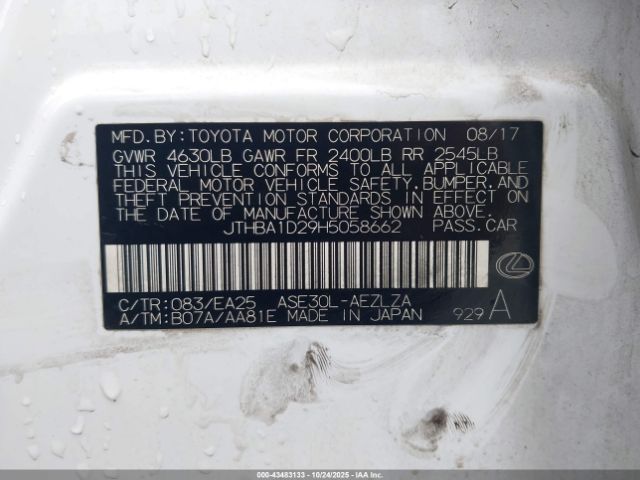 MFD.BY:TOYOTA MOTOR CORPORATION 08/17
GVWR 4630LB GAWR FR 2400LB RR 2545LB
THIS VEHICLE CONFORMS TO ALL APPLICABLE
FEDERAL MOTOR VEHICLE SAFETY,BUMPER,AND
THEFT PREVENTION STANDARDS IN EFFECT ON
THE DATE OF MANUFACTURE SHOWN ABOVE.
JTHBA1D29H5058662 PASS.CAR
C/TR:083/EA25 ASE30L-AEZLZA
A/TM:B07A/AA81E MADE IN JAPAN 929 A
000-43483133 - 10/24/2025 - IAAI.COM